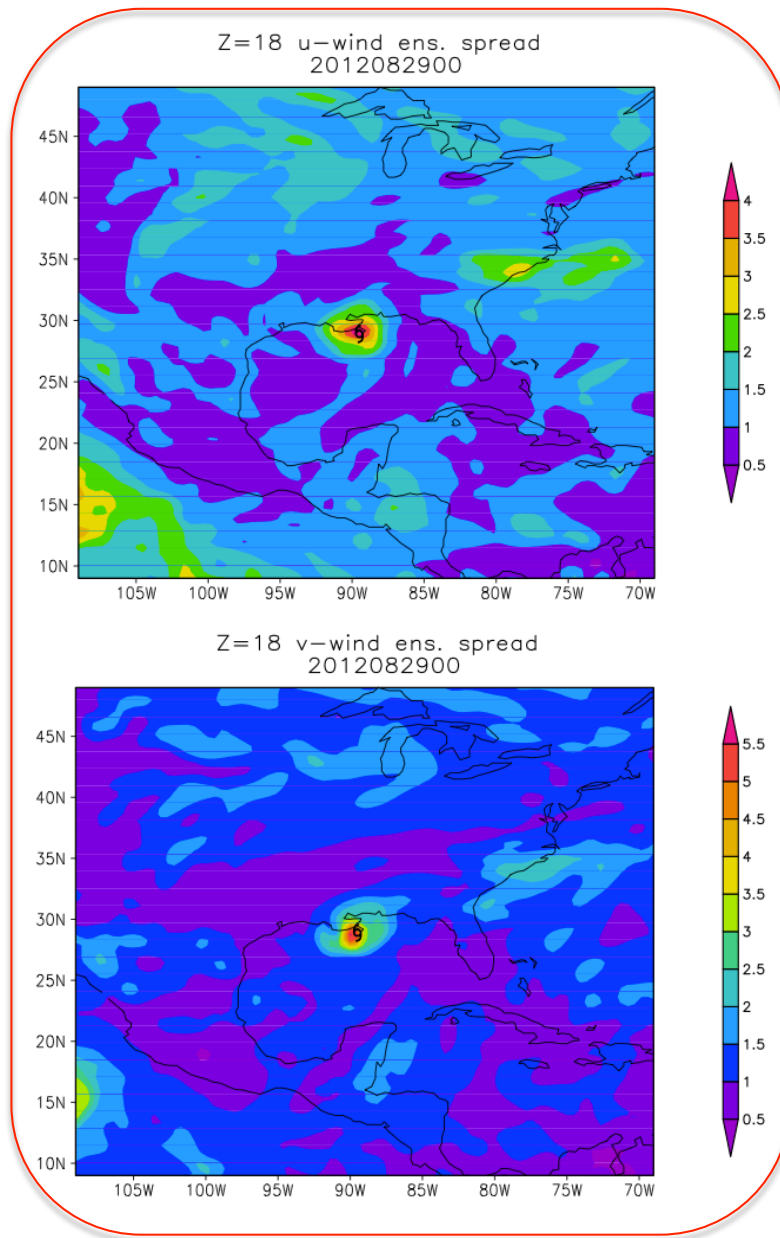 Z=18 u-wind ens. spread
2012082900
45N
40N
35N
30N
25N
20N
15N
10N
105W 100W 95W 90W 85W 80W 75W 70W
4
3.5
3
2.5
2
1.5
1
0.5
Z=18 v-wind ens. spread
2012082900
45N
40N
35N
30N
25N
20N
15N
10N
105W 100W 95W 90W 85W 80W 75W 70W
5.5
5
4.5
4
3.5
3
2.5
2
1.5
1
0.5